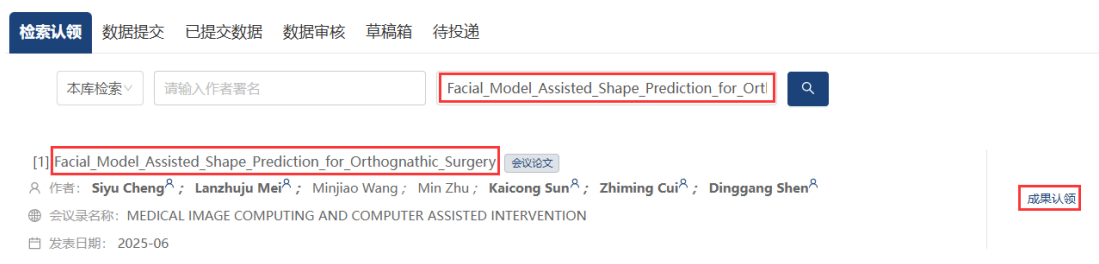 检索认领 数据提交 已提交数据 数据审核 草稿箱 待投递
本库检索 请输入作者署名 Facial_Model_Assisted_Shape_Prediction_for_Ort
[1] Facial_Model_Assisted_Shape_Prediction_for_Orthognathic_Surgery 会议论文
作者: Siyu Cheng; Lanzhuju Mei; Minjiao Wang; Min Zhu; Kaicong Sun; Zhiming Cui; Dinggang Shen
成果认领
会议录名称: MEDICAL IMAGE COMPUTING AND COMPUTER ASSISTED INTERVENTION
发表日期: 2025-06